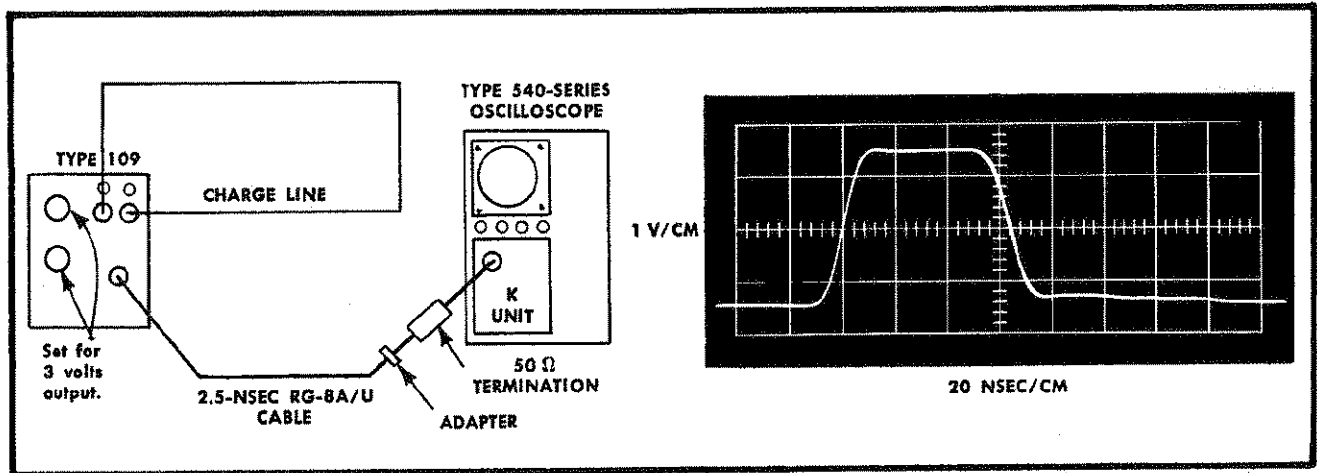 TYPE 540-SERIES
OSCILLOSCOPE
TYPE 109
CHARGE LINE
1 V/CM
K
UNIT
Set for
3 volts
output.
50 Ω
TERMINATION
2.5-NSEC RG-8A/U
CABLE
ADAPTER
20 NSEC/CM